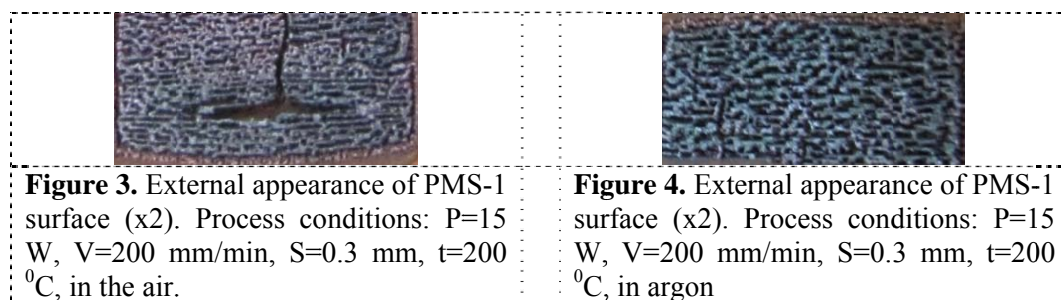 Figure 3. External appearance of PMS-1
surface (x2). Process conditions: P=15
W, V=200 mm/min, S=0.3 mm, t=200
⁰C, in the air.
Figure 4. External appearance of PMS-1
surface (x2). Process conditions: P=15
W, V=200 mm/min, S=0.3 mm, t=200
⁰C, in argon